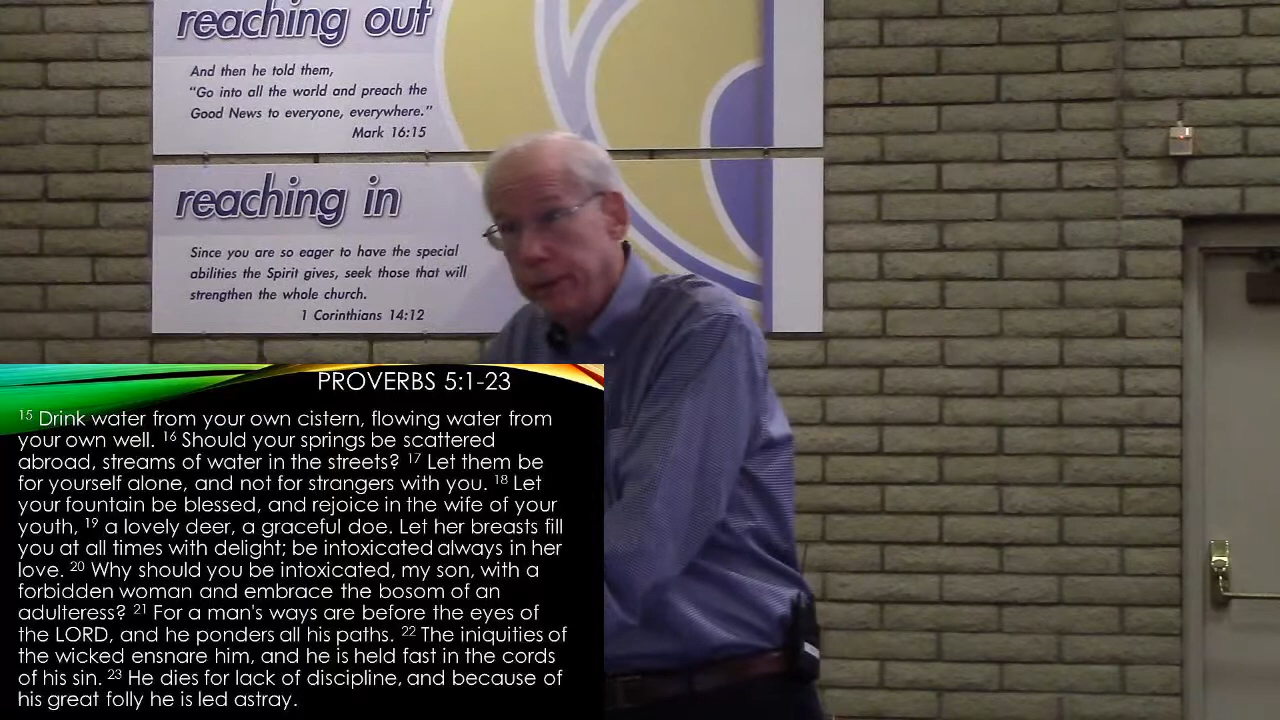 reaching out
And then he told them,
“Go into all the world and preach the
Good News to everyone, everywhere.”
Mark 16:15
reaching in
Since you are so eager to have the special
abilities the Spirit gives, seek those that will
strengthen the whole church.
1 Corinthians 14:12
PROVERBS 5:1-23
15 Drink water from your own cistern, flowing water from
your own well. 16 Should your springs be scattered
abroad, streams of water in the streets? 17 Let them be
for yourself alone, and not for strangers with you. 18 Let
your fountain be blessed, and rejoice in the wife of your
youth, 19 a lovely deer, a graceful doe. Let her breasts fill
you at all times with delight; be intoxicated always in her
love. 20 Why should you be intoxicated, my son, with a
forbidden woman and embrace the bosom of an
adulteress? 21 For a man's ways are before the eyes of
the LORD, and he ponders all his paths. 22 The iniquities of
the wicked ensnare him, and he is held fast in the cords
of his sin. 23 He dies for lack of discipline, and because of
his great folly he is led astray.